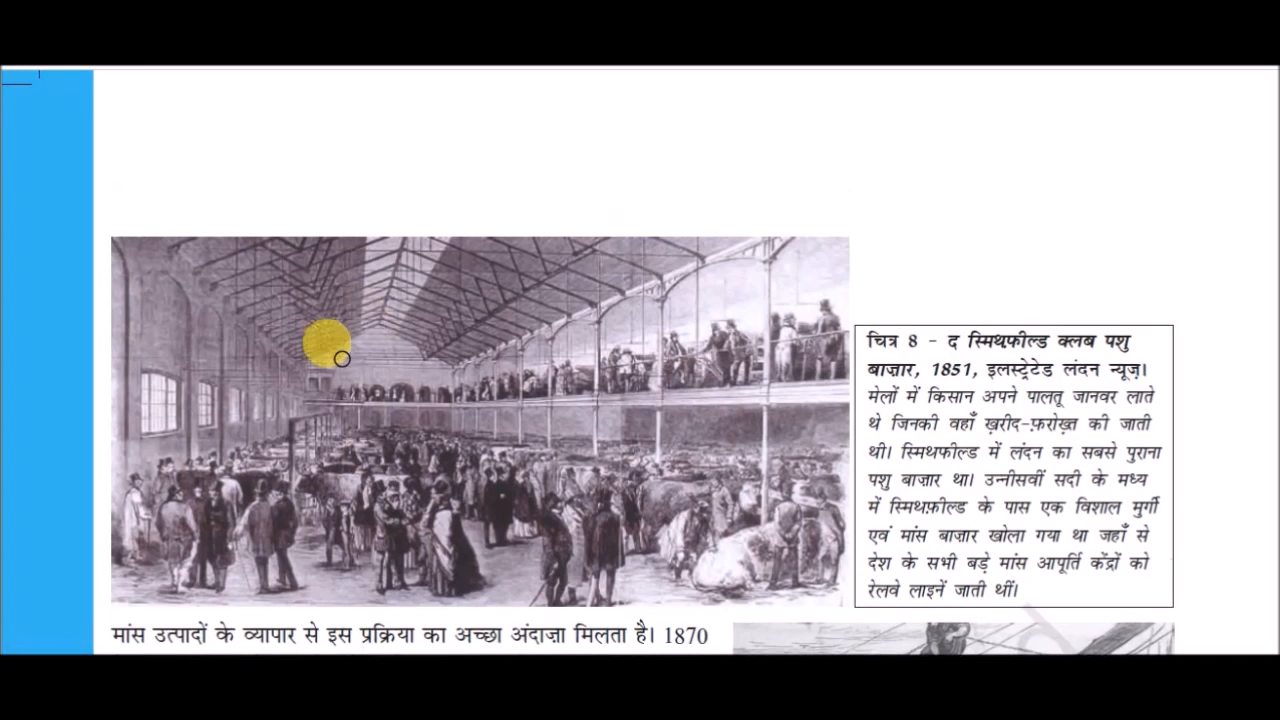 चित्र 8 - द स्मिथफील्ड क्लब पशु
बाज़ार, 1851, इलस्ट्रेटेड लंदन न्यूज़।
मेलों में किसान अपने पालतू जानवर लाते
थे जिनकी वहाँ ख़रीद-फ़रोख़्त की जाती
थी। स्मिथफ़ील्ड में लंदन का सबसे पुराना
पशु बाज़ार था। उन्नीसवीं सदी के मध्य
में स्मिथफ़ील्ड के पास एक विशाल मुर्गी
एवं मांस बाज़ार खोला गया था जहाँ से
देश के सभी बड़े मांस आपूर्ति केंद्रों को
रेलवे लाइनें जाती थीं।
मांस उत्पादों के व्यापार से इस प्रक्रिया का अच्छा अंदाज़ा मिलता है। 1870